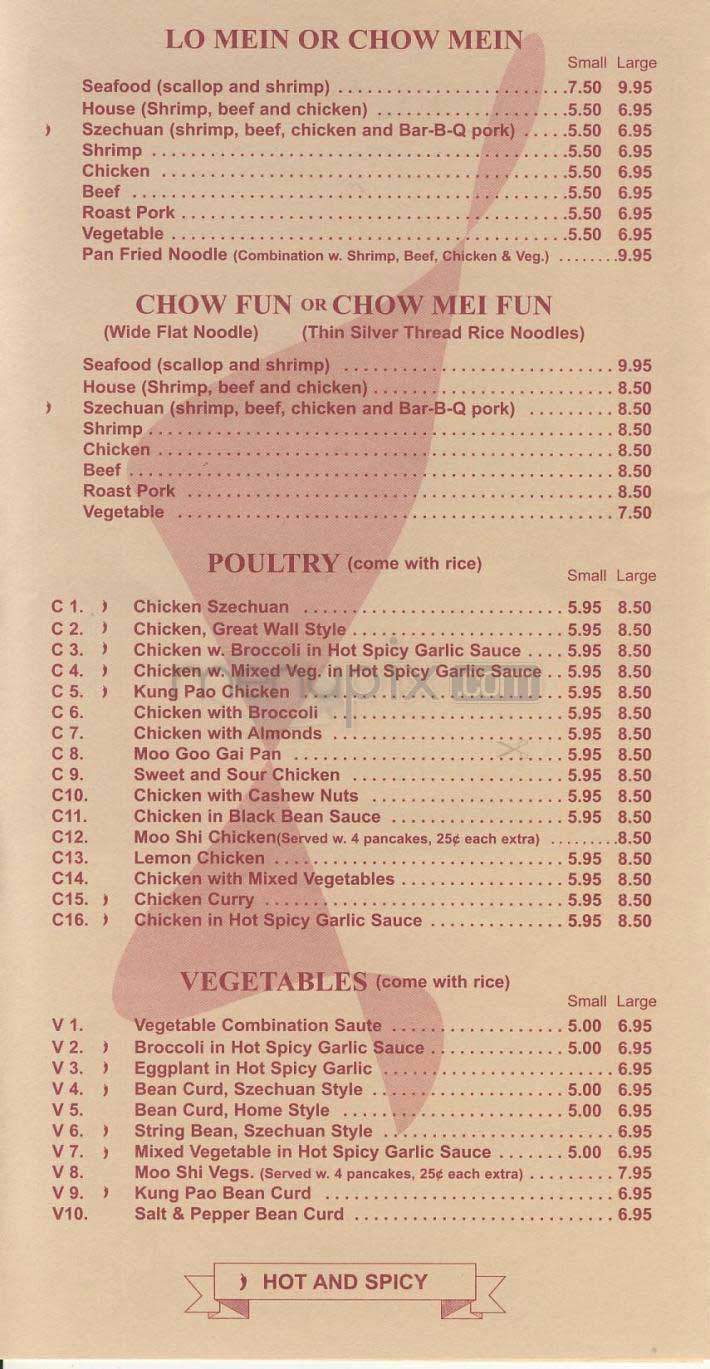 LO MEIN OR CHOW MEIN
Small Large
Seafood (scallop and shrimp) 7.50 9.95
House (Shrimp, beef and chicken) 5.50 6.95
Szechuan (shrimp, beef, chicken and Bar-B-Q pork) 5.50 6.95
Shrimp 5.50 6.95
Chicken 5.50 6.95
Beef 5.50 6.95
Roast Pork 5.50 6.95
Vegetable 5.50 6.95
Pan Fried Noodle (Combination w. Shrimp, Beef, Chicken & Veg.) 9.95
CHOW FUN OR CHOW MEI FUN
(Wide Flat Noodle) (Thin Silver Thread Rice Noodles)
Seafood (scallop and shrimp) 9.95
House (Shrimp, beef and chicken) 8.50
Szechuan (shrimp, beef, chicken and Bar-B-Q pork) 8.50
Shrimp 8.50
Chicken 8.50
Beef 8.50
Roast Pork 8.50
Vegetable 7.50
POULTRY (come with rice)
Small Large
C 1. Chicken Szechuan 5.95 8.50
C 2. Chicken, Great Wall Style 5.95 8.50
C 3. Chicken w. Broccoli in Hot Spicy Garlic Sauce 5.95 8.50
C 4. Chicken w. Mixed Veg. in Hot Spicy Garlic Sauce 5.95 8.50
C 5. Kung Pao Chicken 5.95 8.50
menupix.com
C 6. Chicken with Broccoli 5.95 8.50
C 7. Chicken with Almonds 5.95 8.50
C 8. Moo Goo Gai Pan 5.95 8.50
C 9. Sweet and Sour Chicken 5.95 8.50
C10. Chicken with Cashew Nuts 5.95 8.50
C11. Chicken in Black Bean Sauce 5.95 8.50
C12. Moo Shi Chicken(Served w. 4 pancakes, 25¢ each extra) 8.50
C13. Lemon Chicken 5.95 8.50
C14. Chicken with Mixed Vegetables 5.95 8.50
C15. Chicken Curry 5.95 8.50
C16. Chicken in Hot Spicy Garlic Sauce 5.95 8.50
VEGETABLES (come with rice)
Small Large
V 1. Vegetable Combination Saute 5.00 6.95
V 2. Broccoli in Hot Spicy Garlic Sauce 5.00 6.95
V 3. Eggplant in Hot Spicy Garlic 6.95
V 4. Bean Curd, Szechuan Style 5.00 6.95
V 5. Bean Curd, Home Style 5.00 6.95
V 6. String Bean, Szechuan Style 6.95
V 7. Mixed Vegetable in Hot Spicy Garlic Sauce 5.00 6.95
V 8. Moo Shi Vegs. (Served w. 4 pancakes, 25¢ each extra) 7.95
V 9. Kung Pao Bean Curd 6.95
V10. Salt & Pepper Bean Curd 6.95
HOT AND SPICY